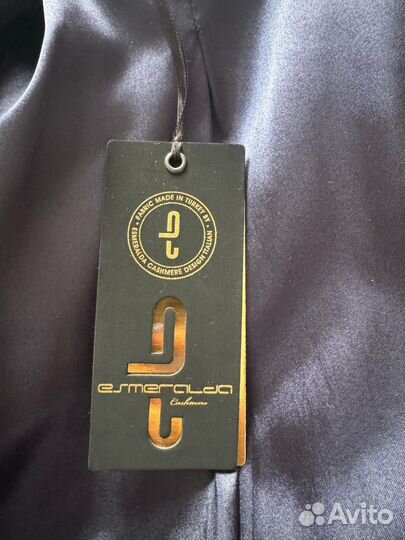 • FABRIC MADE IN TURKEY BY •
ESMERALDA CASHMERE DESIGN ITALIAN
esmeralda
Cashmere
Avito